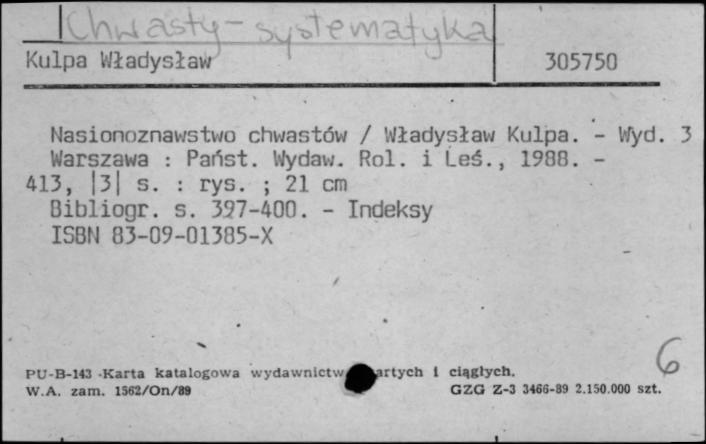 Chwasty - systematyka
Kulpa Władysław 305750
Nasionoznawstwo chwastów / Władysław Kulpa. - Wyd. 3
Warszawa : Państ. Wydaw. Rol. i Leś., 1988. -
413, |3| s. : rys. ; 21 cm
Bibliogr. s. 397-400. - Indeksy
ISBN 83-09-01385-X
6
PU-B-143 Karta katalogowa wydawnictw artych i ciągłych.
W.A. zam. 1562/On/89 GZG Z-3 3466-89 2.150.000 szt.